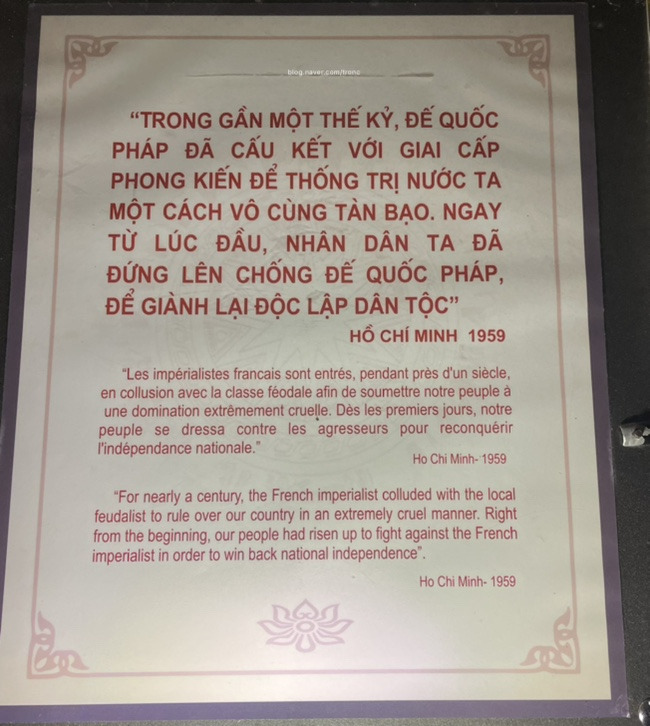 blog.naver.com/tronc
“TRONG GẦN MỘT THẾ KỶ, ĐẾ QUỐC
PHÁP ĐÃ CẤU KẾT VỚI GIAI CẤP
PHONG KIẾN ĐỂ THỐNG TRỊ NƯỚC TA
MỘT CÁCH VÔ CÙNG TÀN BẠO. NGAY
TỪ LÚC ĐẦU, NHÂN DÂN TA ĐÃ
ĐỨNG LÊN CHỐNG ĐẾ QUỐC PHÁP,
ĐỂ GIÀNH LẠI ĐỘC LẬP DÂN TỘC”
HỒ CHÍ MINH 1959
“Les impérialistes francais sont entrés, pendant près d'un siècle,
en collusion avec la classe féodale afin de soumettre notre peuple à
une domination extrêmement cruelle. Dès les premiers jours, notre
peuple se dressa contre les agresseurs pour reconquérir
l'indépendance nationale.”
Ho Chi Minh- 1959
“For nearly a century, the French imperialist colluded with the local
feudalist to rule over our country in an extremely cruel manner. Right
from the beginning, our people had risen up to fight against the French
imperialist in order to win back national independence”.
Ho Chi Minh- 1959